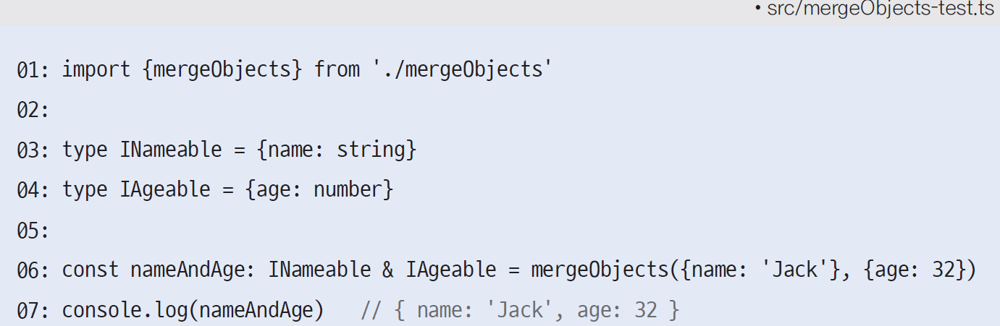 • src/mergeObjects-test.ts
01: import {mergeObjects} from './mergeObjects'
02:
03: type INameable = {name: string}
04: type IAgeable = {age: number}
05:
06: const nameAndAge: INameable & IAgeable = mergeObjects({name: 'Jack'}, {age: 32})
07: console.log(nameAndAge)   // { name: 'Jack', age: 32 }